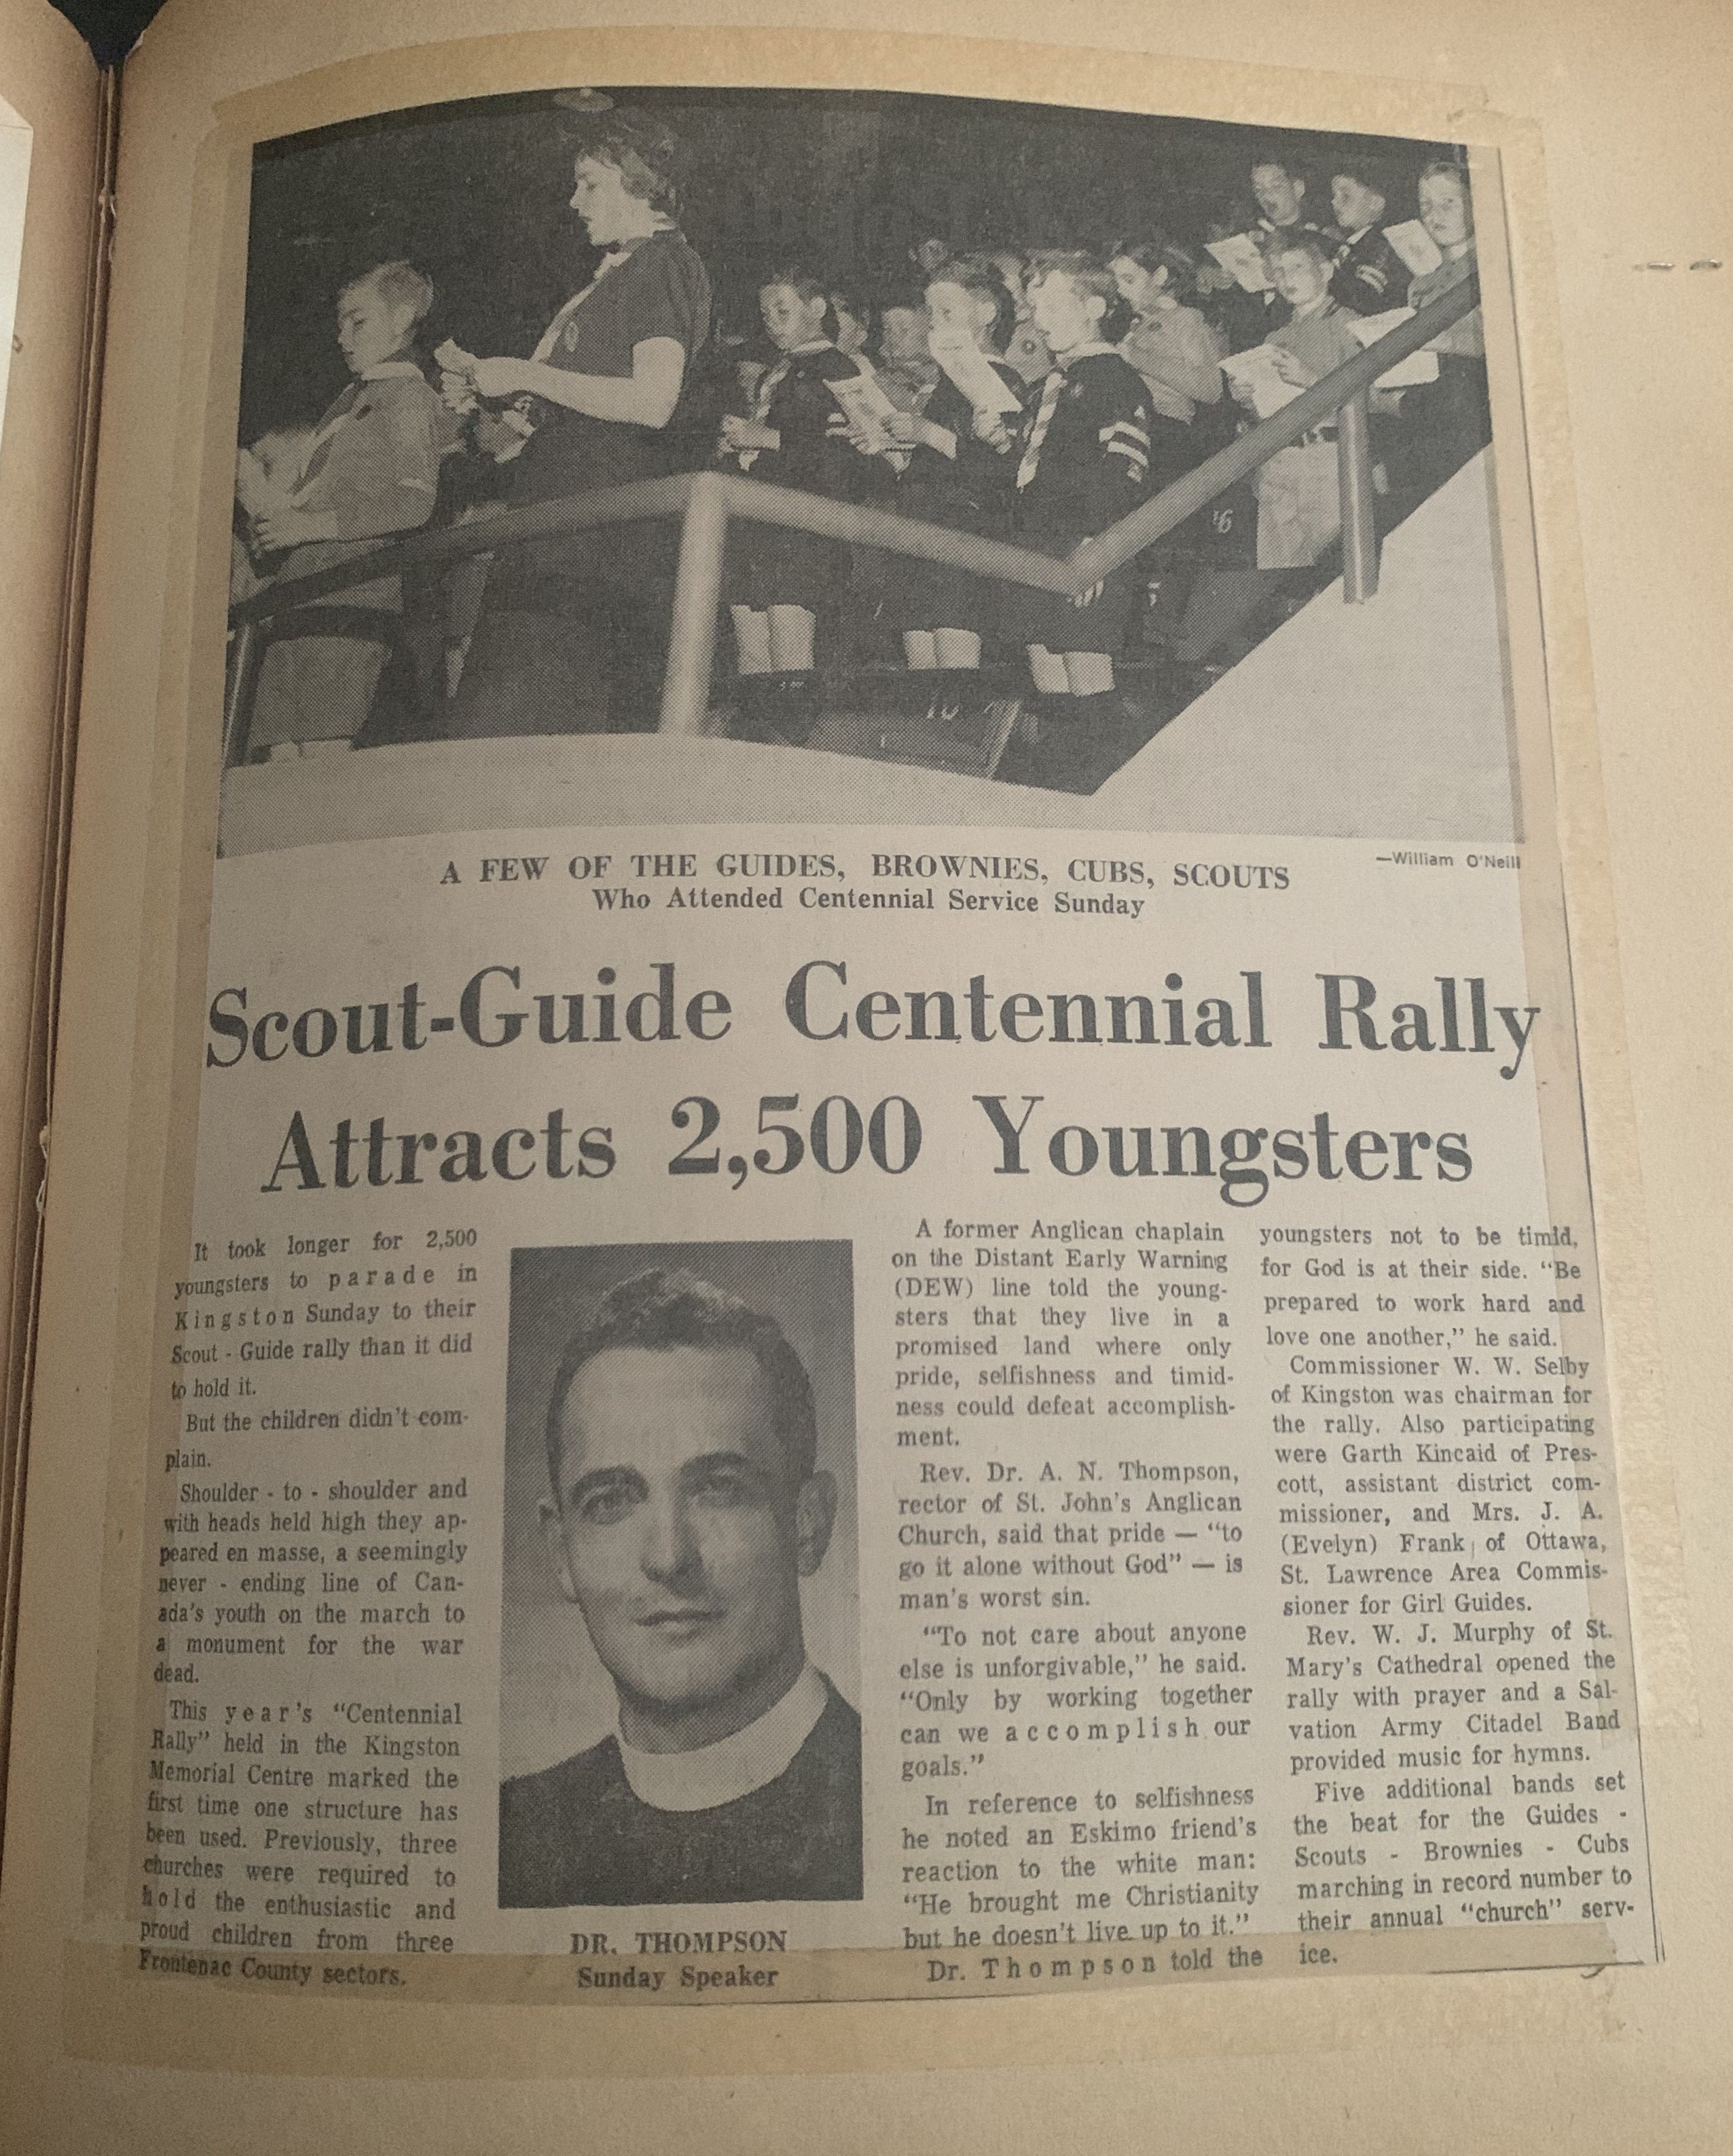 —William O'Neill
A FEW OF THE GUIDES, BROWNIES, CUBS, SCOUTS
Who Attended Centennial Service Sunday
Scout-Guide Centennial Rally
Attracts 2,500 Youngsters
It took longer for 2,500
youngsters to parade in
Kingston Sunday to their
Scout - Guide rally than it did
to hold it.
But the children didn't com-
plain.
Shoulder - to - shoulder and
with heads held high they ap-
peared en masse, a seemingly
never - ending line of Can-
ada's youth on the march to
a monument for the war
dead.
This year's "Centennial
Rally" held in the Kingston
Memorial Centre marked the
first time one structure has
been used. Previously, three
churches were required to
hold the enthusiastic and
proud children from three
Frontenac County sectors.
DR. THOMPSON
Sunday Speaker
A former Anglican chaplain
on the Distant Early Warning
(DEW) line told the young-
sters that they live in a
promised land where only
pride, selfishness and timid-
ness could defeat accomplish-
ment.
Rev. Dr. A. N. Thompson,
rector of St. John's Anglican
Church, said that pride — "to
go it alone without God" — is
man's worst sin.
"To not care about anyone
else is unforgivable," he said.
"Only by working together
can we accomplish our
goals."
In reference to selfishness
he noted an Eskimo friend's
reaction to the white man:
"He brought me Christianity
but he doesn't live up to it."
Dr. Thompson told the
youngsters not to be timid,
for God is at their side. "Be
prepared to work hard and
love one another," he said.
Commissioner W. W. Selby
of Kingston was chairman for
the rally. Also participating
were Garth Kincaid of Pres-
cott, assistant district com-
missioner, and Mrs. J. A.
(Evelyn) Frank of Ottawa,
St. Lawrence Area Commis-
sioner for Girl Guides.
Rev. W. J. Murphy of St.
Mary's Cathedral opened the
rally with prayer and a Sal-
vation Army Citadel Band
provided music for hymns.
Five additional bands set
the beat for the Guides -
Scouts - Brownies - Cubs
marching in record number to
their annual "church" serv-
ice.